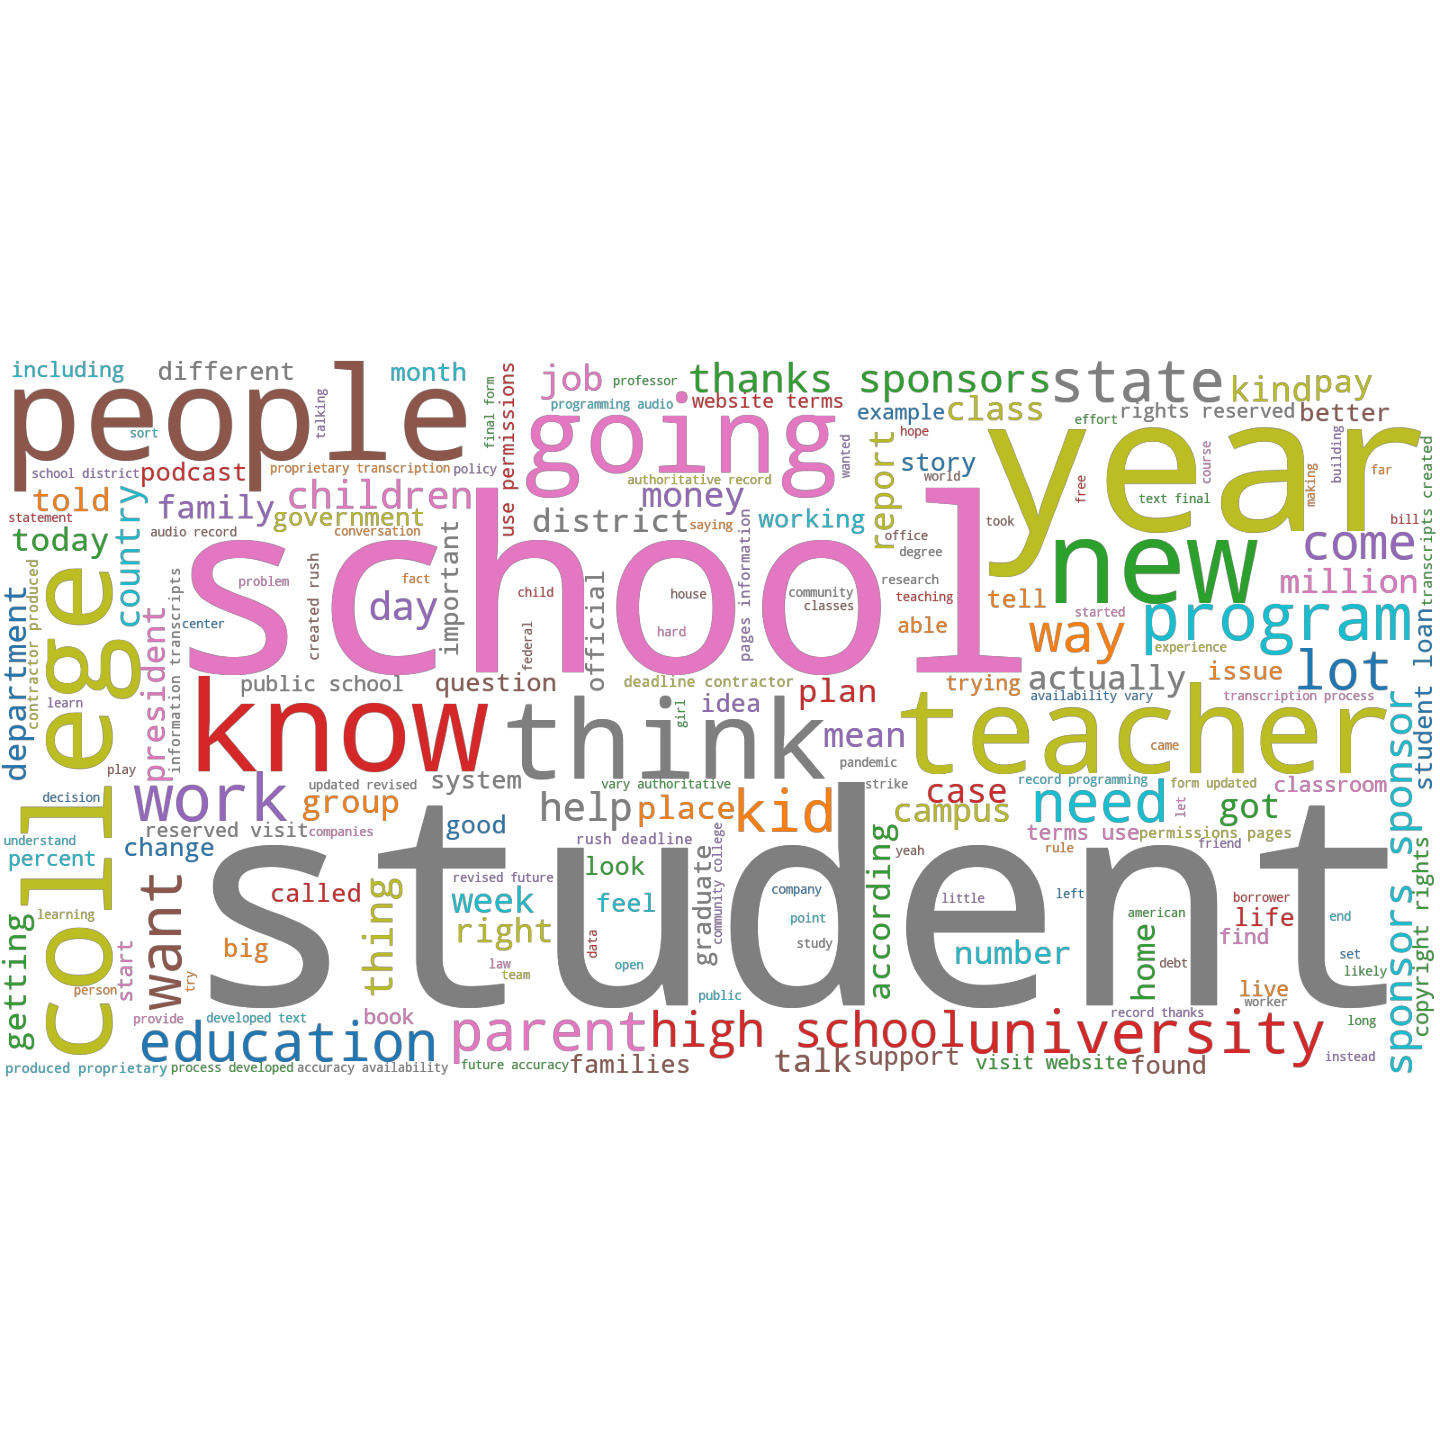 including
different
month
people
sort
talking
final form
use permissions
job
professor
thanks sponsors
programming audio
website terms
going
state
kind
pay
example
class
effort
rights reserved
better
year
hope
story
report
world
wanted
course
free
text final
making
building
far
bill
transcripts created
school district
podcast
proprietary transcription
policy
told
family
children
government
conversation
statement
today
audio record
country
authoritative record
money
district
saying
working
took
office
degree
new
come
million
school
problem
fact
day
important
child
federal
official
house
hard
community
classes
pages information
research
teaching
able
tell
started
way
program
experience
college
contractor produced
department
learn
president
information transcripts
center
created rush
public school
question
deadline contractor
girl
idea
plan
trying
actually
issue
lot
availability vary
transcription process
student loan
know
think
mean
teacher
came
play
pandemic
work
updated revised
system
vary authoritative
strike
record programming
form updated
classroom
decision
group
help
place
kid
case
campus
need
let
got
sponsors sponsor
understand
reserved visit
companies
good
rush deadline
yeah
terms use
permissions pages
rule
friend
percent
change
look
graduate
community college
according
student
called
revised future
week
feel
company
little
left
borrower
american
life
end
getting
learning
want
thing
right
point
study
data
number
home
find
set
copyright rights
start
big
law
team
open
debt
likely
person
try
public
live
worker
provide
developed text
book
record thanks
long
education
parent
high school
university
talk
support
visit website
found
instead
produced proprietary
process developed
accuracy availability
future accuracy
families